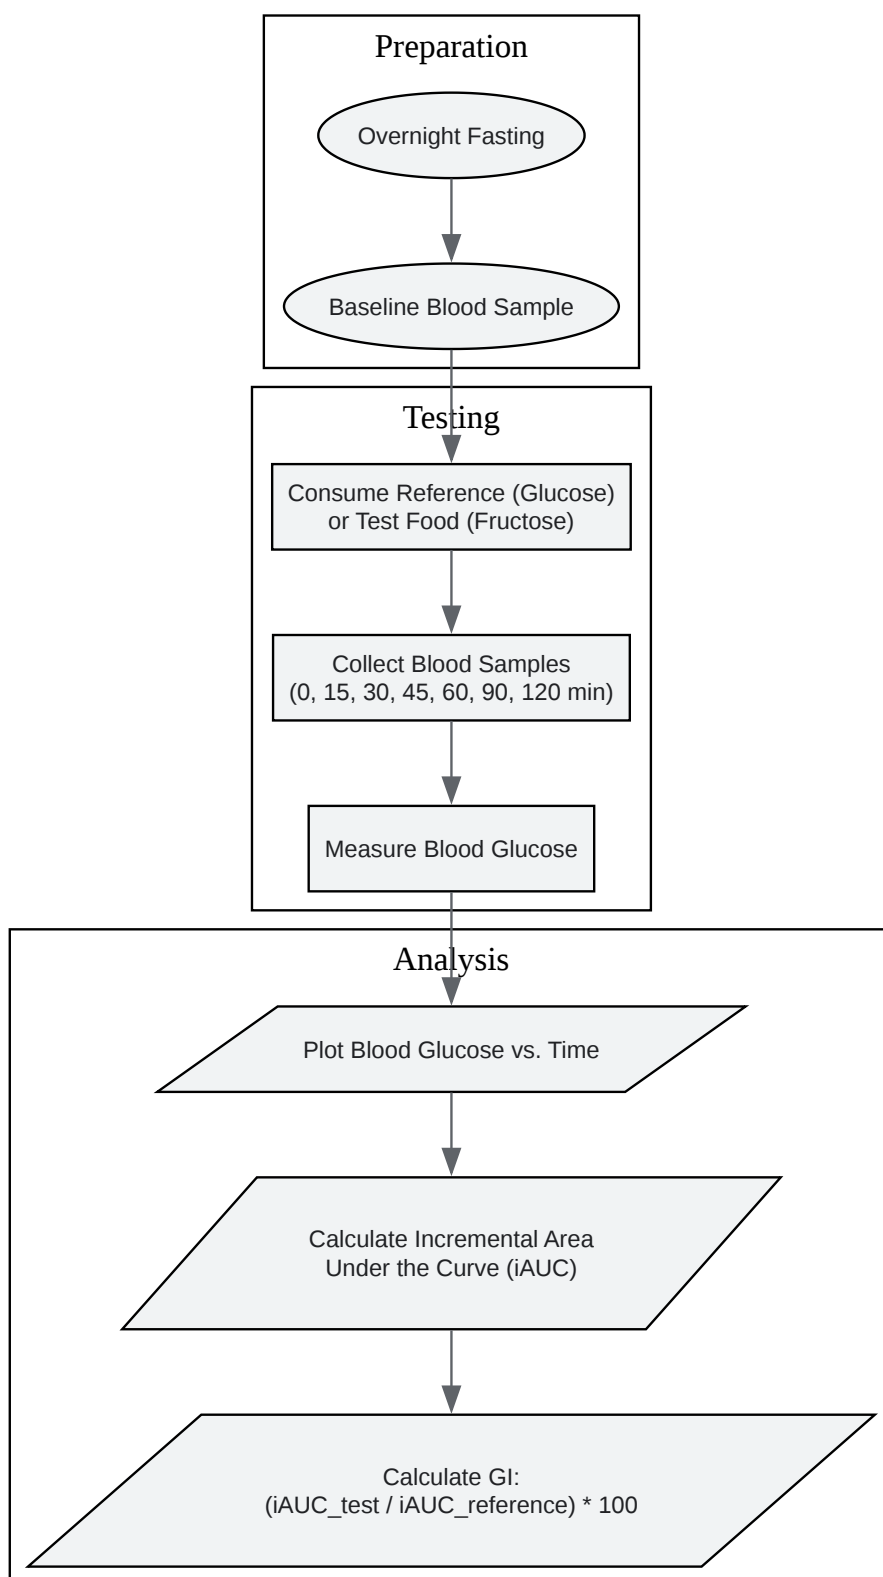 Preparation
Overnight Fasting
Baseline Blood Sample
Testing
Consume Reference (Glucose)
or Test Food (Fructose)
Collect Blood Samples
(0, 15, 30, 45, 60, 90, 120 min)
Measure Blood Glucose
Analysis
Plot Blood Glucose vs. Time
Calculate Incremental Area
Under the Curve (iAUC)
Calculate GI:
(iAUC_test / iAUC_reference) * 100